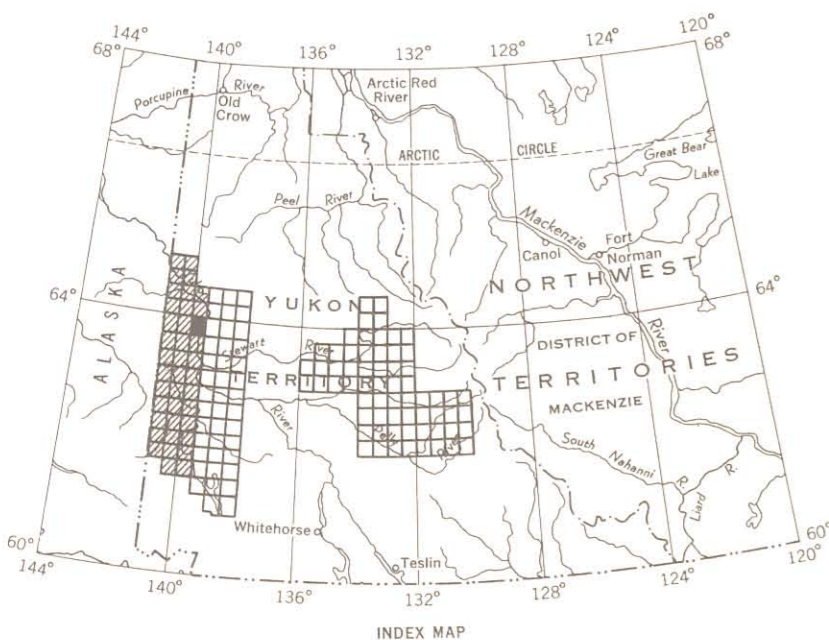 144° 140° 136° 132° 128° 124° 120°
68° 68°
Porcupine River
Old
Crow
Arctic Red
River
ARCTIC CIRCLE
Great Bear
Lake
Peel River
Mackenzie
Canol
Fort
Norman
NORTHWEST
64° 64°
ALASKA
YUKON
Stewart River
DISTRICT OF
TERRITORY
TERRITORIES
MACKENZIE
River
River
Pelly River
South Nahanni R.
Liard R.
Whitehorse
Teslin
60° 60°
144° 140° 136° 132° 128° 124° 120°
INDEX MAP